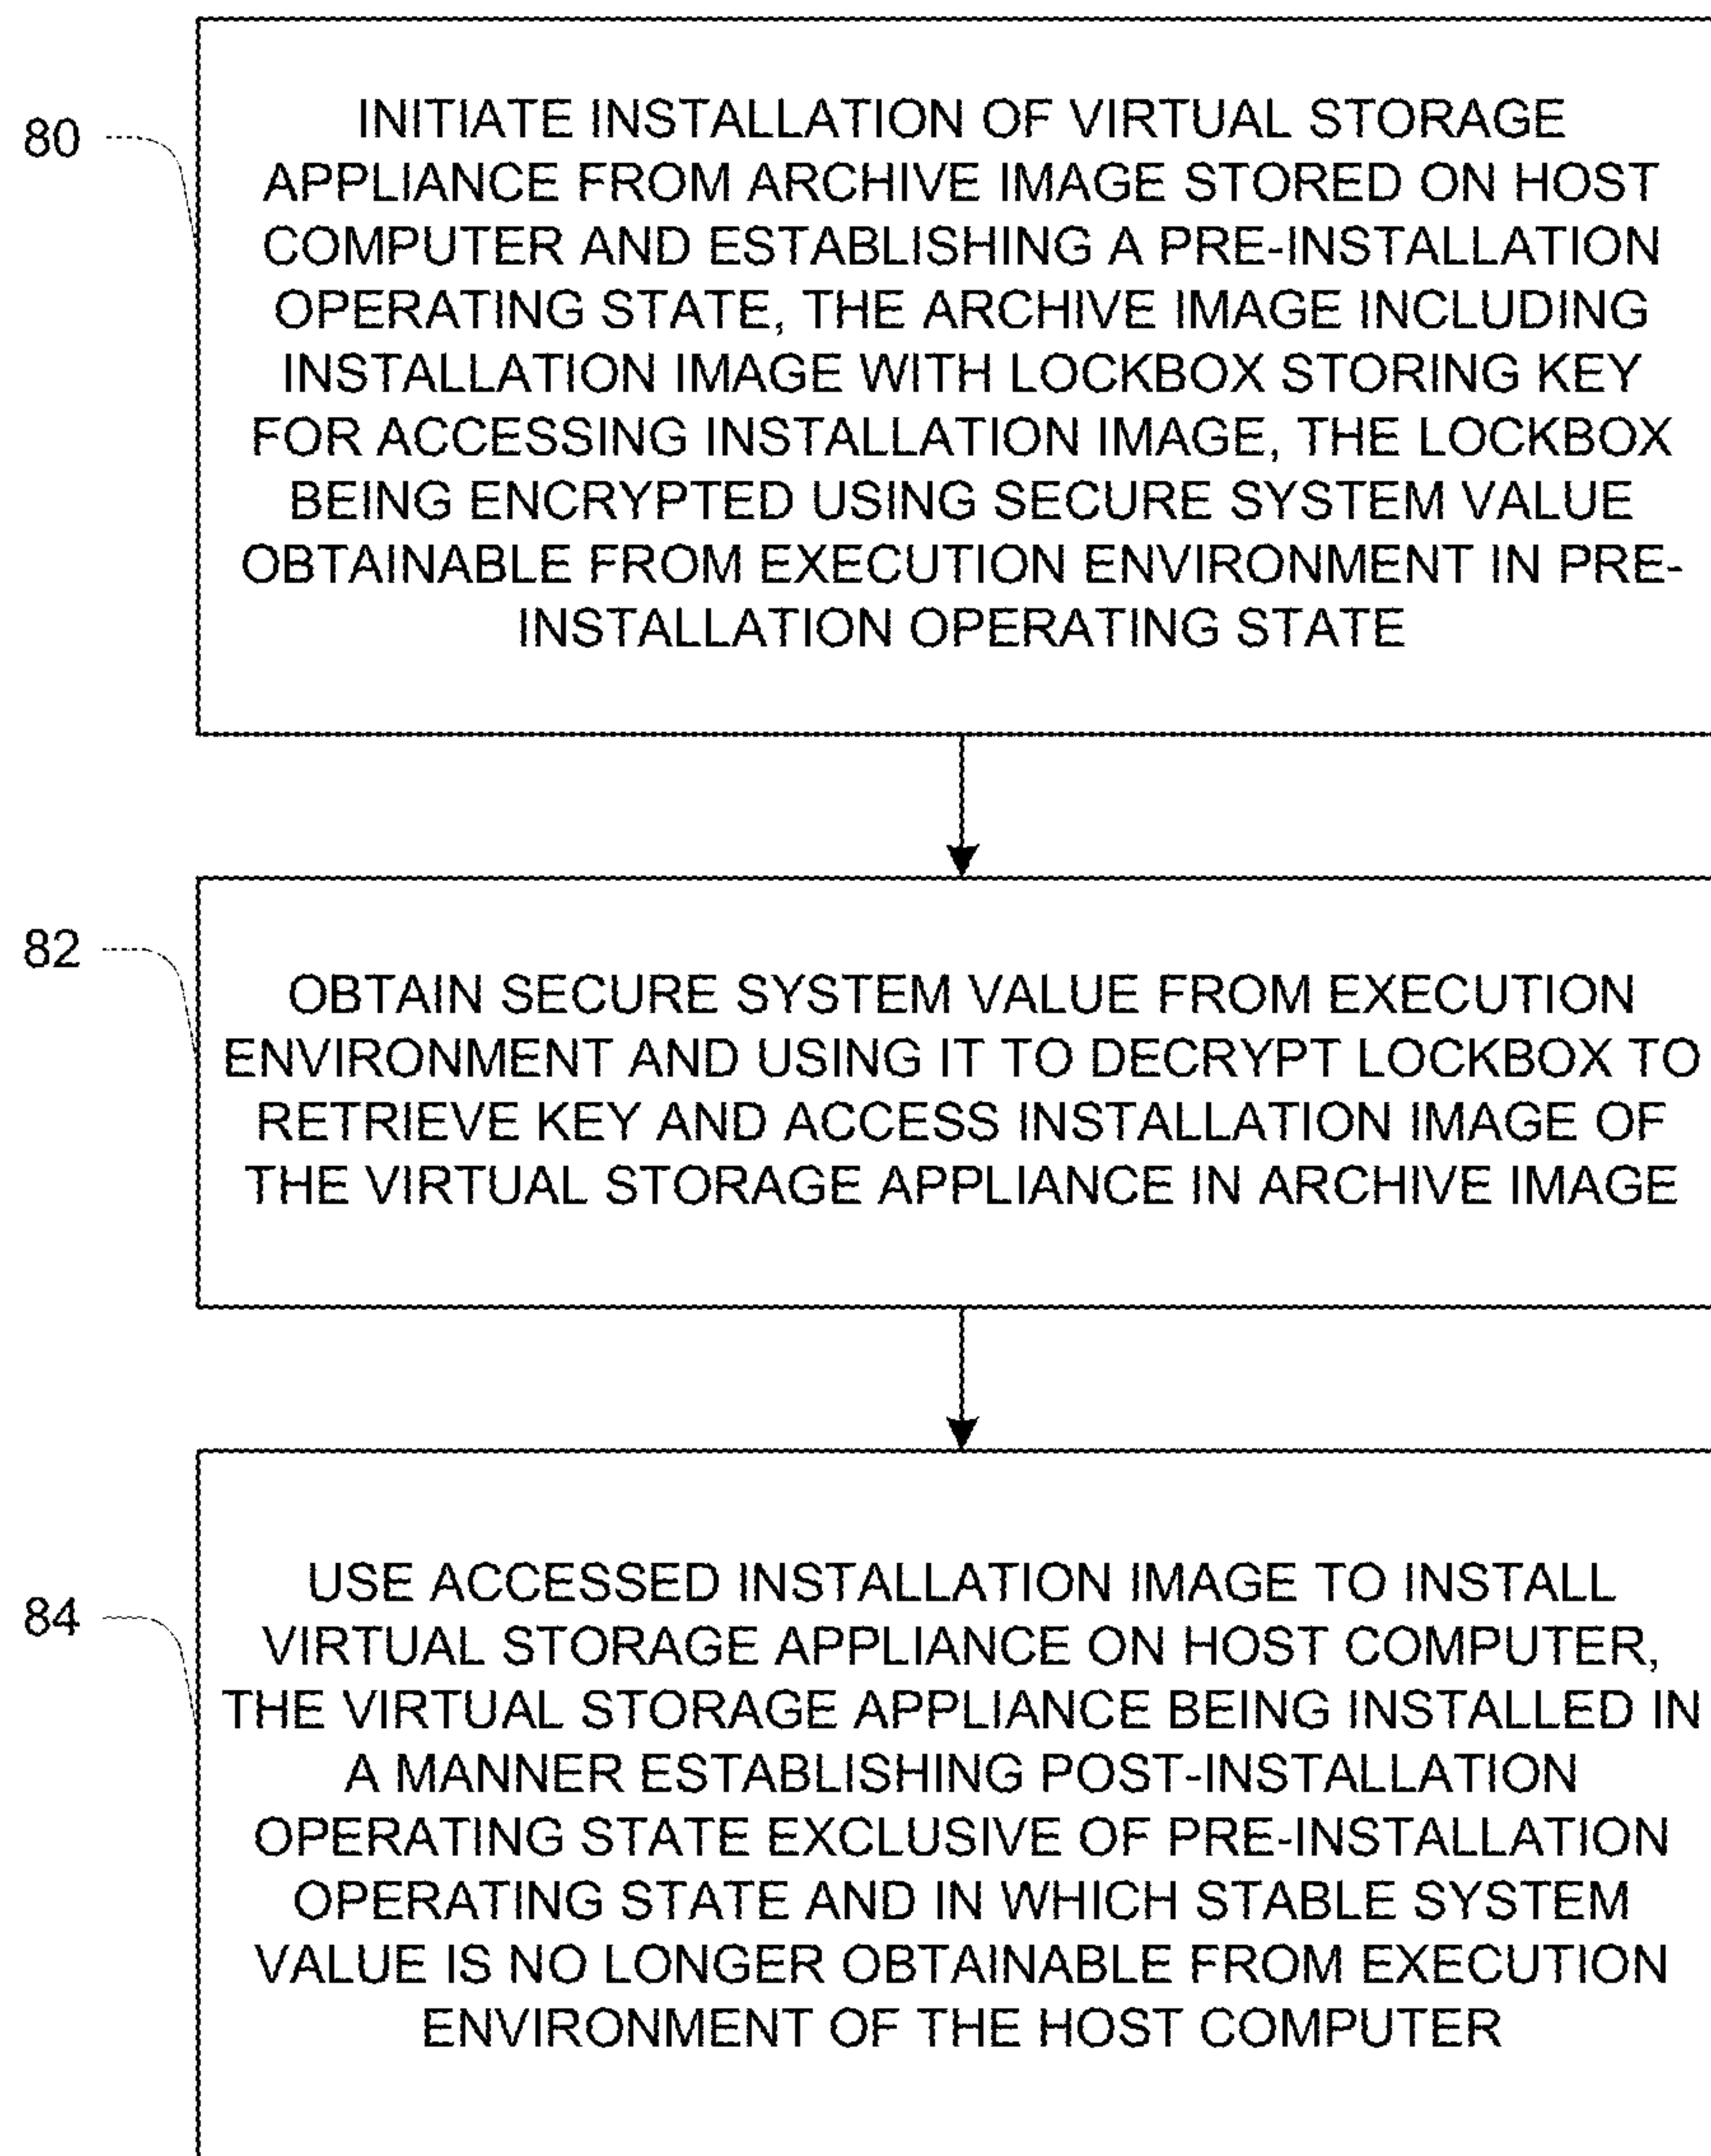 80
INITIATE INSTALLATION OF VIRTUAL STORAGE
APPLIANCE FROM ARCHIVE IMAGE STORED ON HOST
COMPUTER AND ESTABLISHING A PRE-INSTALLATION
OPERATING STATE, THE ARCHIVE IMAGE INCLUDING
INSTALLATION IMAGE WITH LOCKBOX STORING KEY
FOR ACCESSING INSTALLATION IMAGE, THE LOCKBOX
BEING ENCRYPTED USING SECURE SYSTEM VALUE
OBTAINABLE FROM EXECUTION ENVIRONMENT IN PRE-
INSTALLATION OPERATING STATE
82
OBTAIN SECURE SYSTEM VALUE FROM EXECUTION
ENVIRONMENT AND USING IT TO DECRYPT LOCKBOX TO
RETRIEVE KEY AND ACCESS INSTALLATION IMAGE OF
THE VIRTUAL STORAGE APPLIANCE IN ARCHIVE IMAGE
84
USE ACCESSED INSTALLATION IMAGE TO INSTALL
VIRTUAL STORAGE APPLIANCE ON HOST COMPUTER,
THE VIRTUAL STORAGE APPLIANCE BEING INSTALLED IN
A MANNER ESTABLISHING POST-INSTALLATION
OPERATING STATE EXCLUSIVE OF PRE-INSTALLATION
OPERATING STATE AND IN WHICH STABLE SYSTEM
VALUE IS NO LONGER OBTAINABLE FROM EXECUTION
ENVIRONMENT OF THE HOST COMPUTER